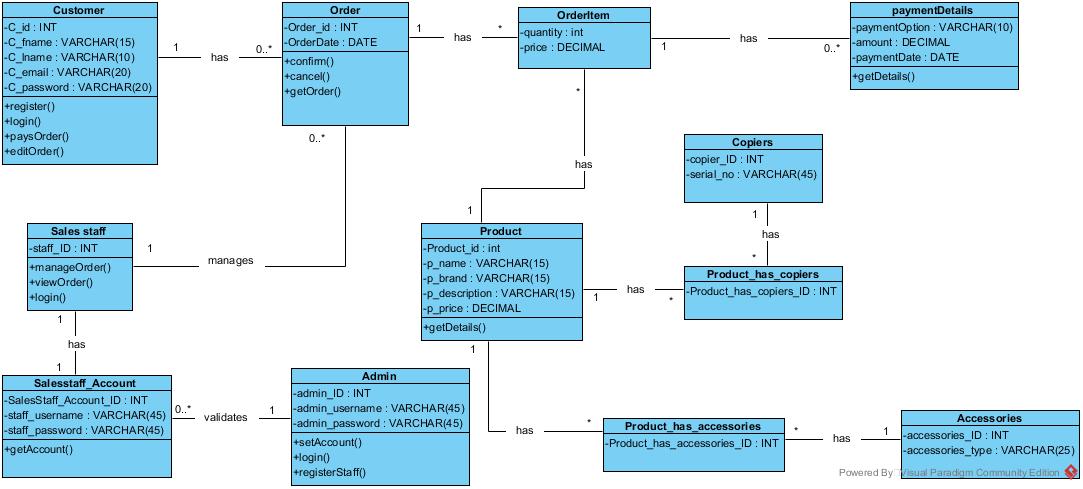 Customer
-C_id : INT
-C_fname : VARCHAR(15)
-C_lname : VARCHAR(10)
-C_email : VARCHAR(20)
-C_password : VARCHAR(20)
+register()
+login()
+paysOrder()
+editOrder()
1
has
0..*
Order
-Order_id : INT
-OrderDate : DATE
+confirm()
+cancel()
+getOrder()
1
has
*
OrderItem
-quantity : int
-price : DECIMAL
1
has
0..*
paymentDetails
-paymentOption : VARCHAR(10)
-amount : DECIMAL
-paymentDate : DATE
+getDetails()
0..*
manages
1
*
has
1
Copiers
-copier_ID : INT
-serial_no : VARCHAR(45)
1
has
*
Sales staff
-staff_ID : INT
+manageOrder()
+viewOrder()
+login()
Product
-Product_id : int
-p_name : VARCHAR(15)
-p_brand : VARCHAR(15)
-p_description : VARCHAR(15)
-p_price : DECIMAL
+getDetails()
1
has
*
Product_has_copiers
-Product_has_copiers_ID : INT
1
has
1
Salesstaff_Account
-SalesStaff_Account_ID : INT
-staff_username : VARCHAR(45)
-staff_password : VARCHAR(45)
+getAccount()
0..*
validates
1
Admin
-admin_ID : INT
-admin_username : VARCHAR(45)
-admin_password : VARCHAR(45)
+setAccount()
+login()
+registerStaff()
1
has
*
Product_has_accessories
-Product_has_accessories_ID : INT
*
has
1
Accessories
-accessories_ID : INT
-accessories_type : VARCHAR(25)
Powered By Visual Paradigm Community Edition